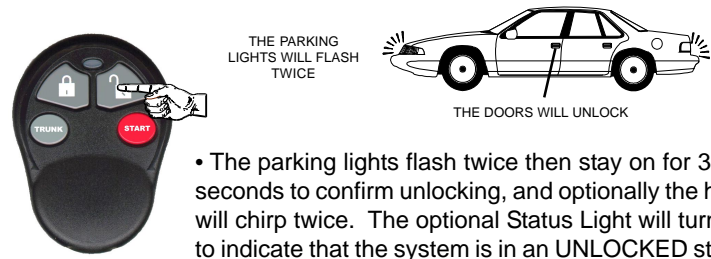 THE PARKING
LIGHTS WILL FLASH
TWICE
THE DOORS WILL UNLOCK
TRUNK
START
• The parking lights flash twice then stay on for 3
seconds to confirm unlocking, and optionally the
will chirp twice. The optional Status Light will turn
to indicate that the system is in an UNLOCKED